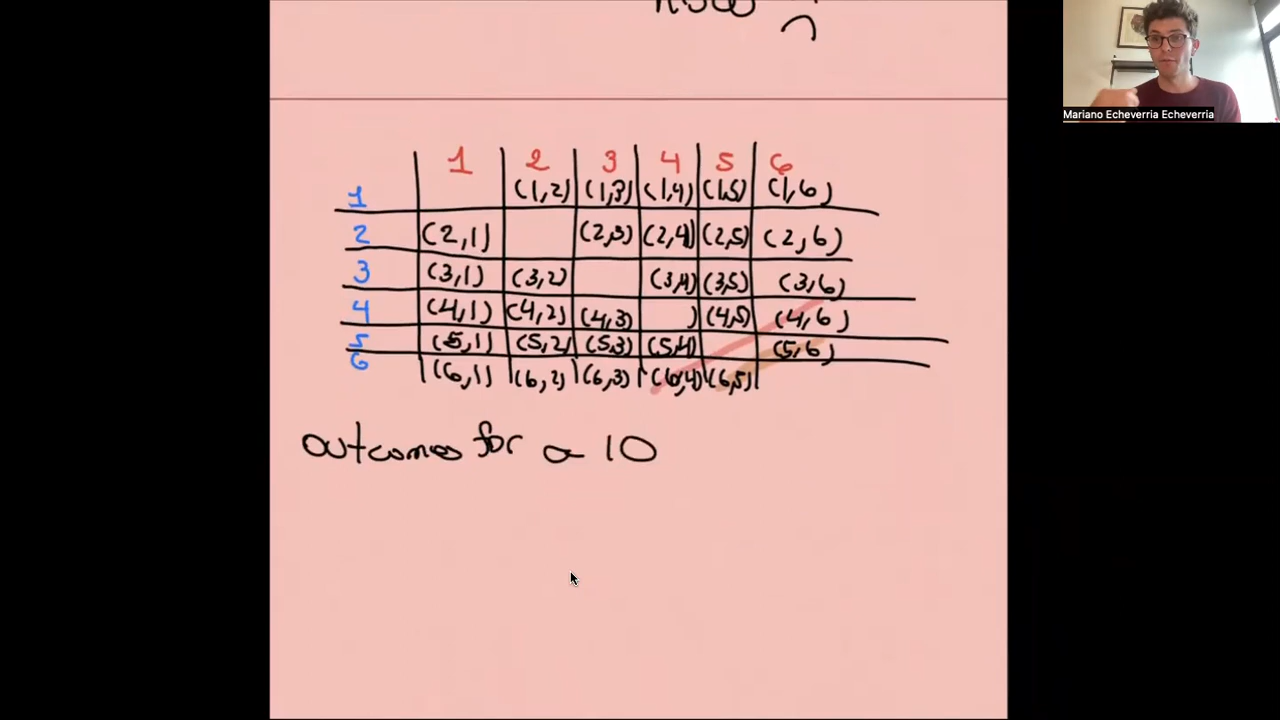 Mariano Echeverria Echeverria
1 2 3 4 5 6
1 (1,2) (1,3) (1,4) (1,5) (1,6)
2 (2,1) (2,3) (2,4) (2,5) (2,6)
3 (3,1) (3,2) (3,4) (3,5) (3,6)
4 (4,1) (4,2) (4,3) ) (4,5) (4,6)
5 (5,1) (5,2) (5,3) (5,4) (5,6)
6 (6,1) (6,2) (6,3) (6,4) (6,5)
outcomes for a 10